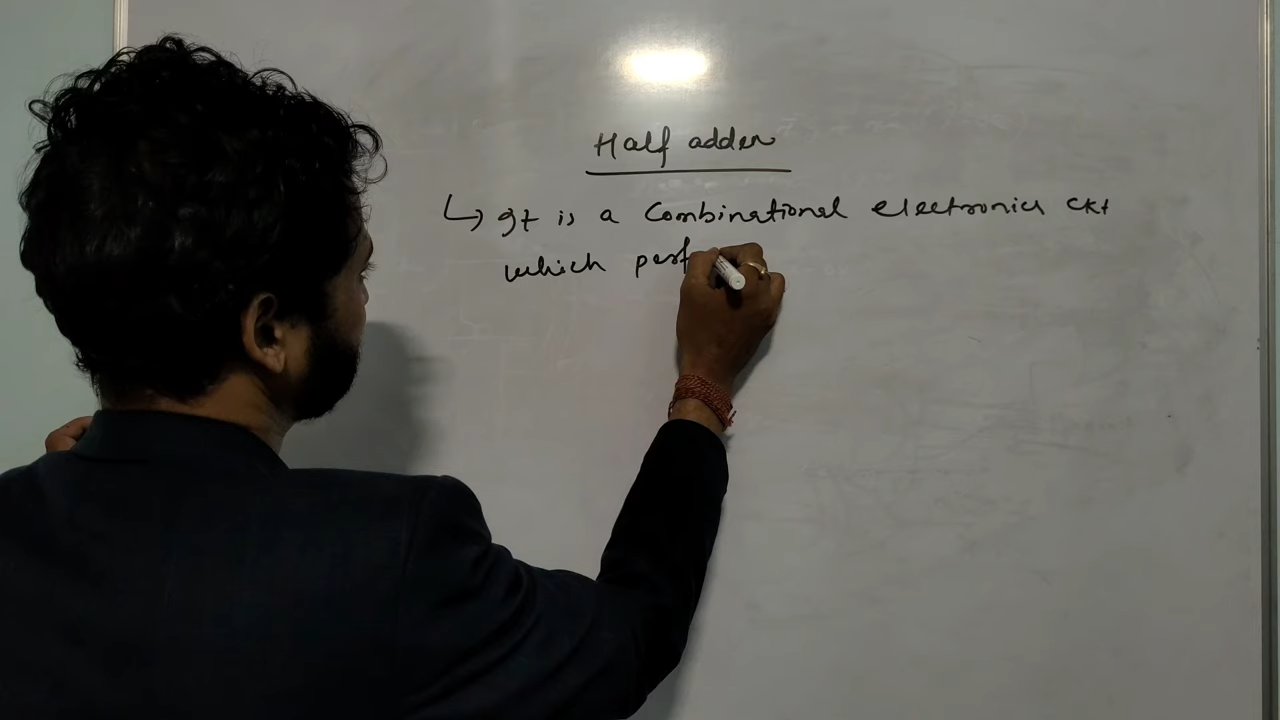 Half adder
↳ It is a Combinational electronics ckt
which perf